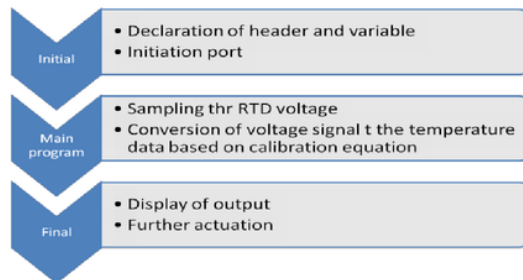 Initial
• Declaration of header and variable
• Initiation port
Main
program
• Sampling thr RTD voltage
• Conversion of voltage signal t the temperature
data based on calibration equation
Final
• Display of output
• Further actuation